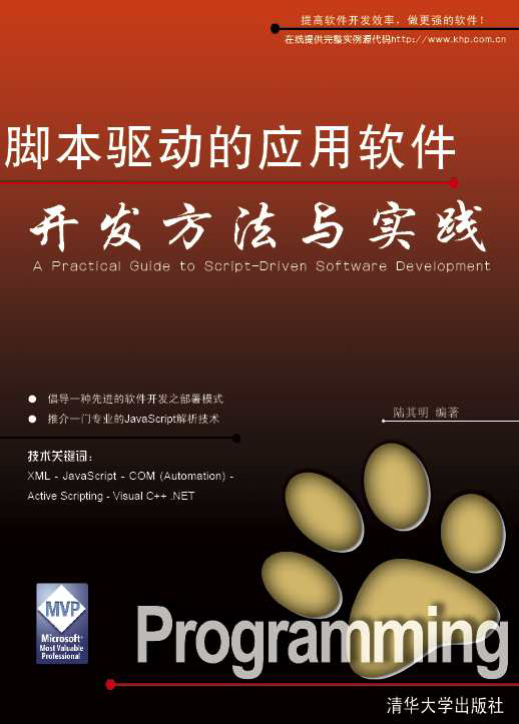 提高软件开发效率，做更强的软件！
在线提供完整实例源代码http://www.khp.com.cn
脚本驱动的应用软件
开发方法与实践
A Practical Guide to Script-Driven Software Development
● 倡导一种先进的软件开发之部署模式
● 推介一门专业的JavaScript解析技术
陆其明 编著
技术关键词：
XML - JavaScript - COM (Automation) -
Active Scripting - Visual C++ .NET
MVP
Microsoft
Most Valuable
Professional
Programming
清华大学出版社